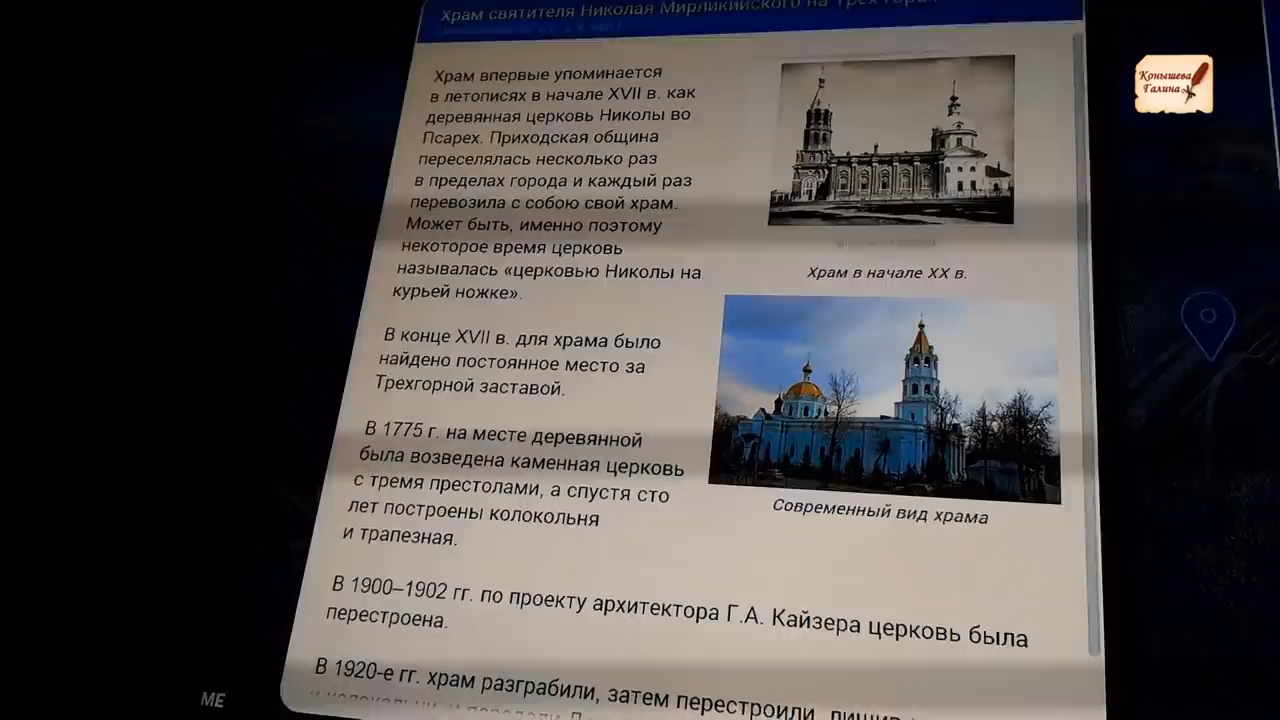 Храм святителя Николая Мирликийского на Трех горах
Храм впервые упоминается
в летописях в начале XVII в. как
деревянная церковь Николы во
Псарех. Приходская община
переселялась несколько раз
в пределах города и каждый раз
перевозила с собою свой храм.
Может быть, именно поэтому
некоторое время церковь
называлась «церковью Николы на
курьей ножке».
В конце XVII в. для храма было
найдено постоянное место за
Трехгорной заставой.
В 1775 г. на месте деревянной
была возведена каменная церковь
с тремя престолами, а спустя сто
лет построены колокольня
и трапезная.
В 1900–1902 гг. по проекту архитектора Г.А. Кайзера церковь была
перестроена.
В 1920-е гг. храм разграбили, затем перестроили, лишив
и колокольни, и передали
Храм в начале XX в.
Современный вид храма
Конышева
Галина
МЕ